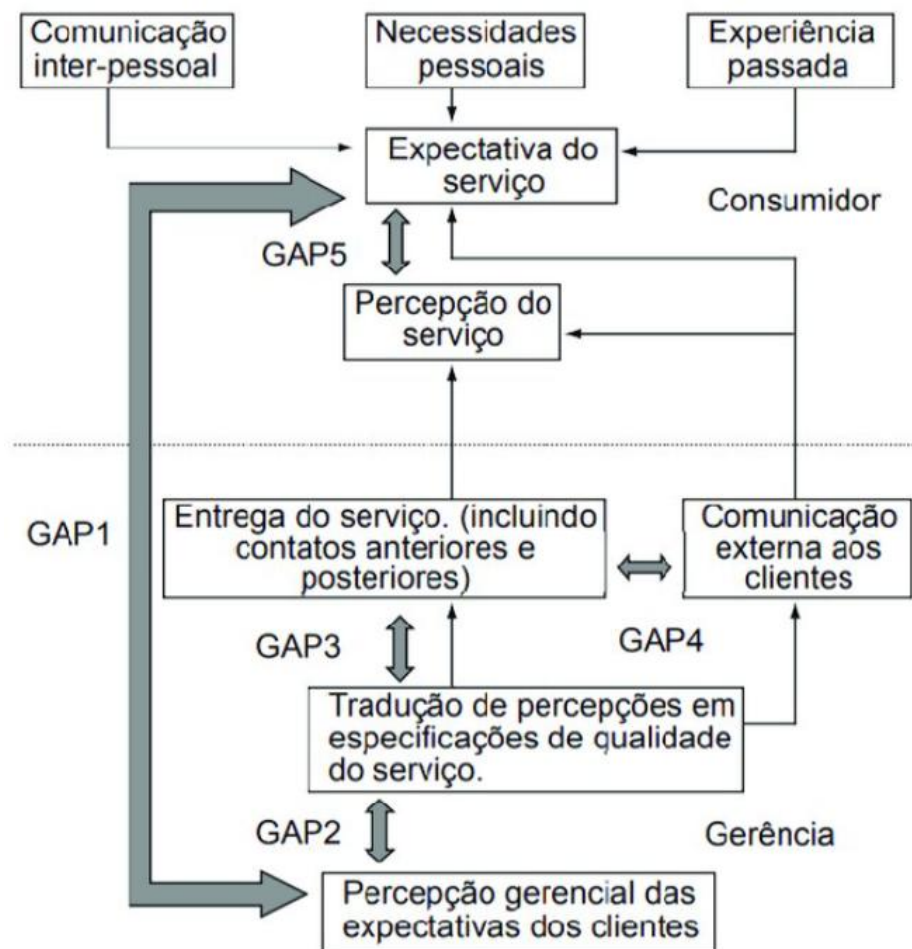 Comunicação
inter-pessoal
Necessidades
pessoais
Experiência
passada
Expectativa do
serviço
Consumidor
GAP5
Percepção do
serviço
GAP1
Entrega do serviço. (incluindo
contatos anteriores e
posteriores)
Comunicação
externa aos
clientes
GAP3
GAP4
Tradução de percepções em
especificações de qualidade
do serviço.
GAP2
Gerência
Percepção gerencial das
expectativas dos clientes